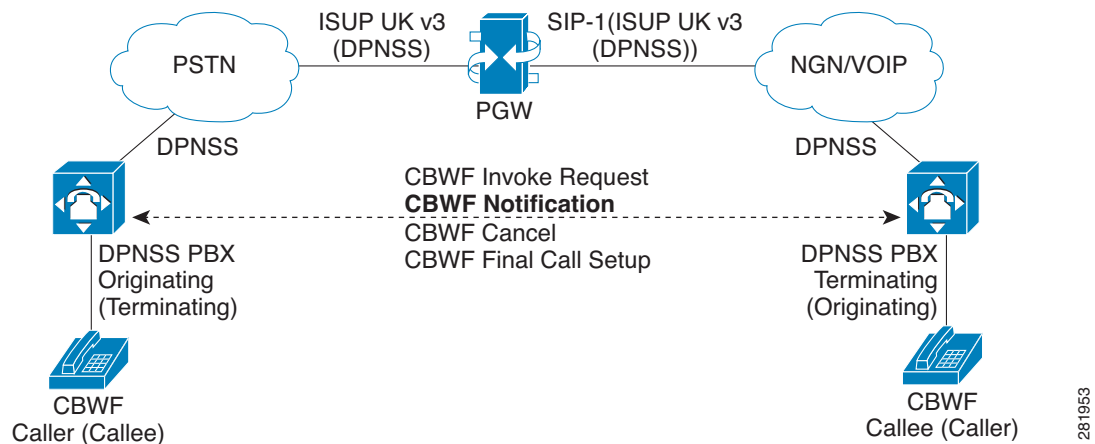 ISUP UK v3
(DPNSS)
SIP-1(ISUP UK v3
(DPNSS))
PSTN
PGW
NGN/VOIP
DPNSS
DPNSS
CBWF Invoke Request
CBWF Notification
CBWF Cancel
CBWF Final Call Setup
DPNSS PBX
Originating
(Terminating)
DPNSS PBX
Terminating
(Originating)
CBWF
Caller (Callee)
CBWF
Callee (Caller)
281953